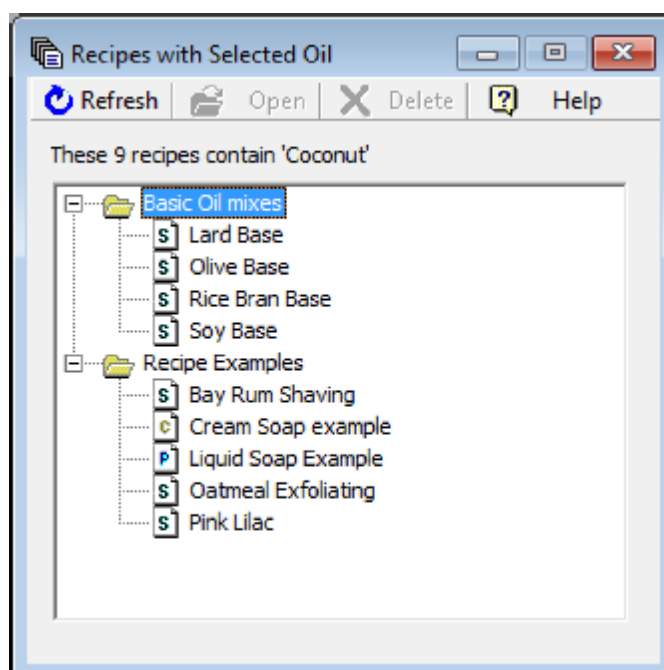 Recipes with Selected Oil
Refresh Open Delete Help
These 9 recipes contain 'Coconut'
Basic Oil mixes
S Lard Base
S Olive Base
S Rice Bran Base
S Soy Base
Recipe Examples
S Bay Rum Shaving
C Cream Soap example
P Liquid Soap Example
S Oatmeal Exfoliating
S Pink Lilac